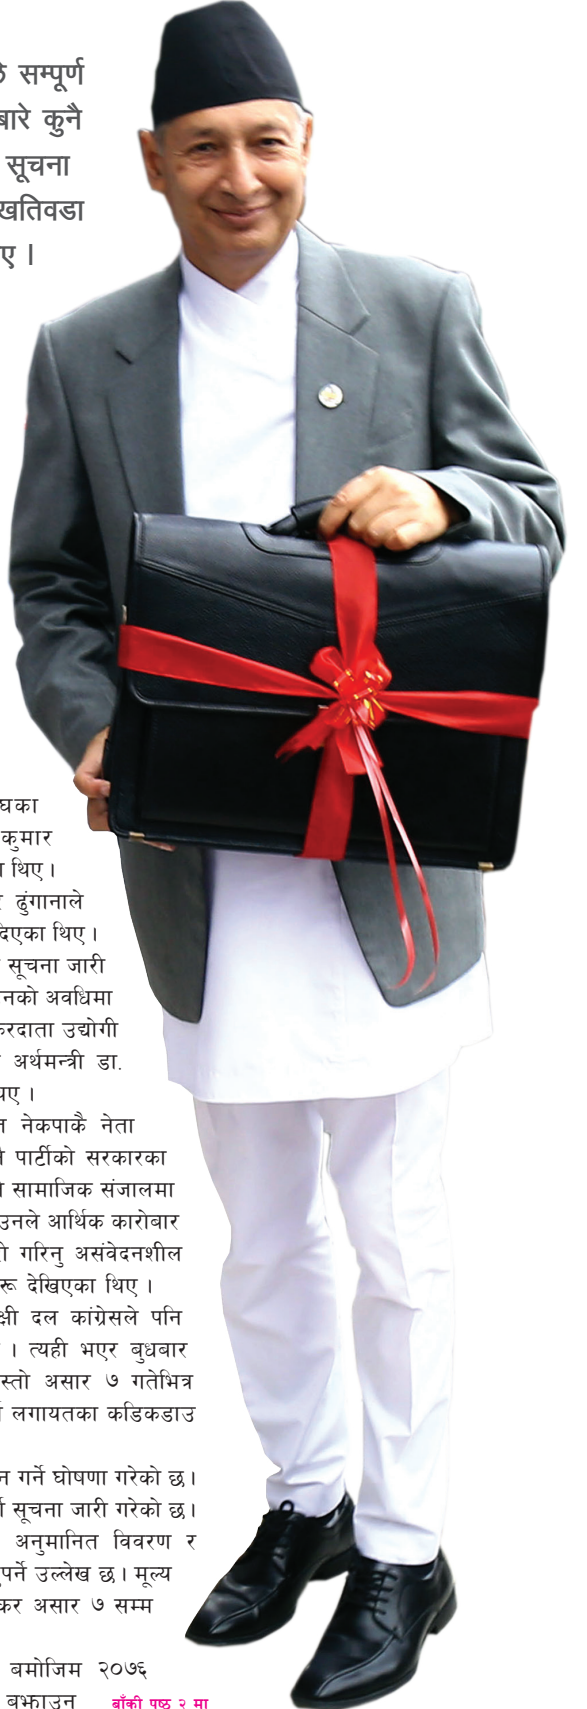 सम्पूर्ण
बारे कुनै
सूचना
खतिवडा
ए ।
घका
कुमार
थिए ।
ढुंगानाले
दिएका थिए ।
सूचना जारी
नको अवधिमा
करदाता उद्योगी
अर्थमन्त्री डा.
थिए ।
नेकपाकै नेता
पार्टीको सरकारका
सामाजिक संजालमा
उनले आर्थिक कारोबार
गरिनु असंवेदनशील
रू देखिएका थिए ।
क्षी दल कांग्रेसले पनि
। त्यही भएर बुधबार
स्तो असार ७ गतेभित्र
लगायतका कडिकडाउ
न गर्ने घोषणा गरेको छ ।
सूचना जारी गरेको छ ।
अनुमानित विवरण र
पर्ने उल्लेख छ । मूल्य
कर असार ७ सम्म
बमोजिम २०७६
बुझाउन बाँकी पृष्ठ २ मा